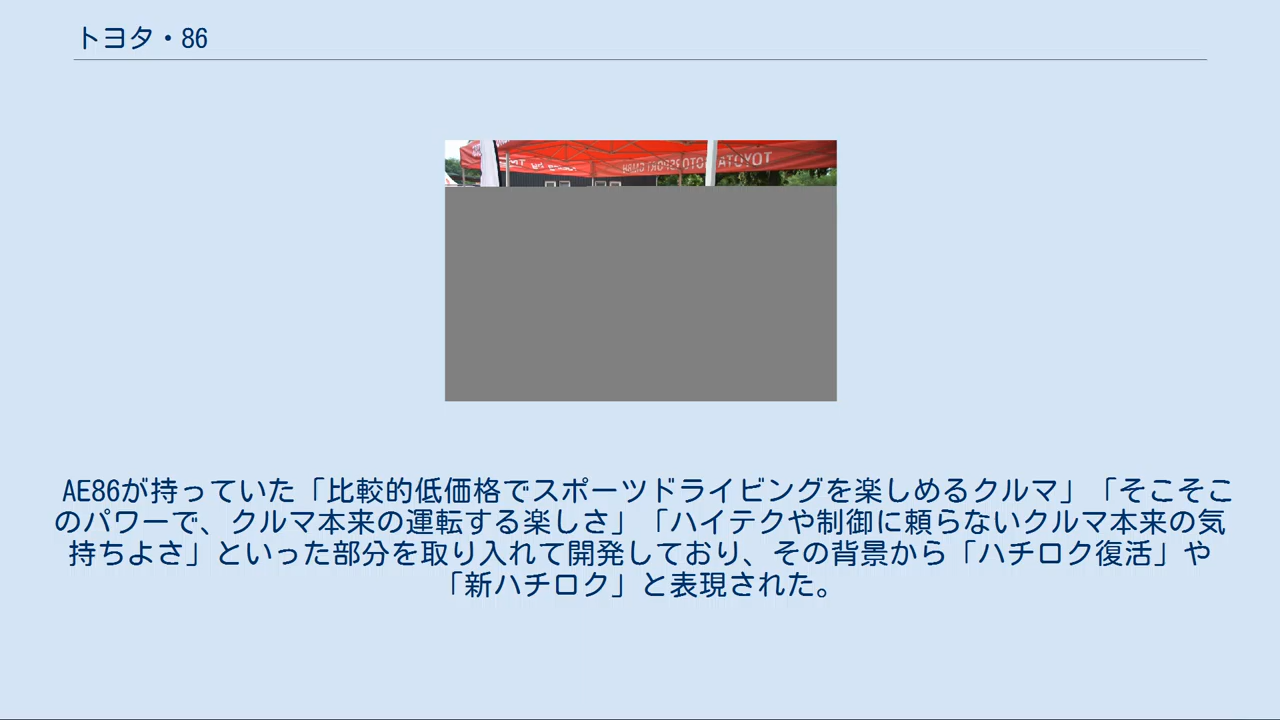 トヨタ・86
TOYOTA
AE86が持っていた「比較的低価格でスポーツドライビングを楽しめるクルマ」「そこそこ
のパワーで、クルマ本来の運転する楽しさ」「ハイテクや制御に頼らないクルマ本来の気
持ちよさ」といった部分を取り入れて開発しており、その背景から「ハチロク復活」や
「新ハチロク」と表現された。